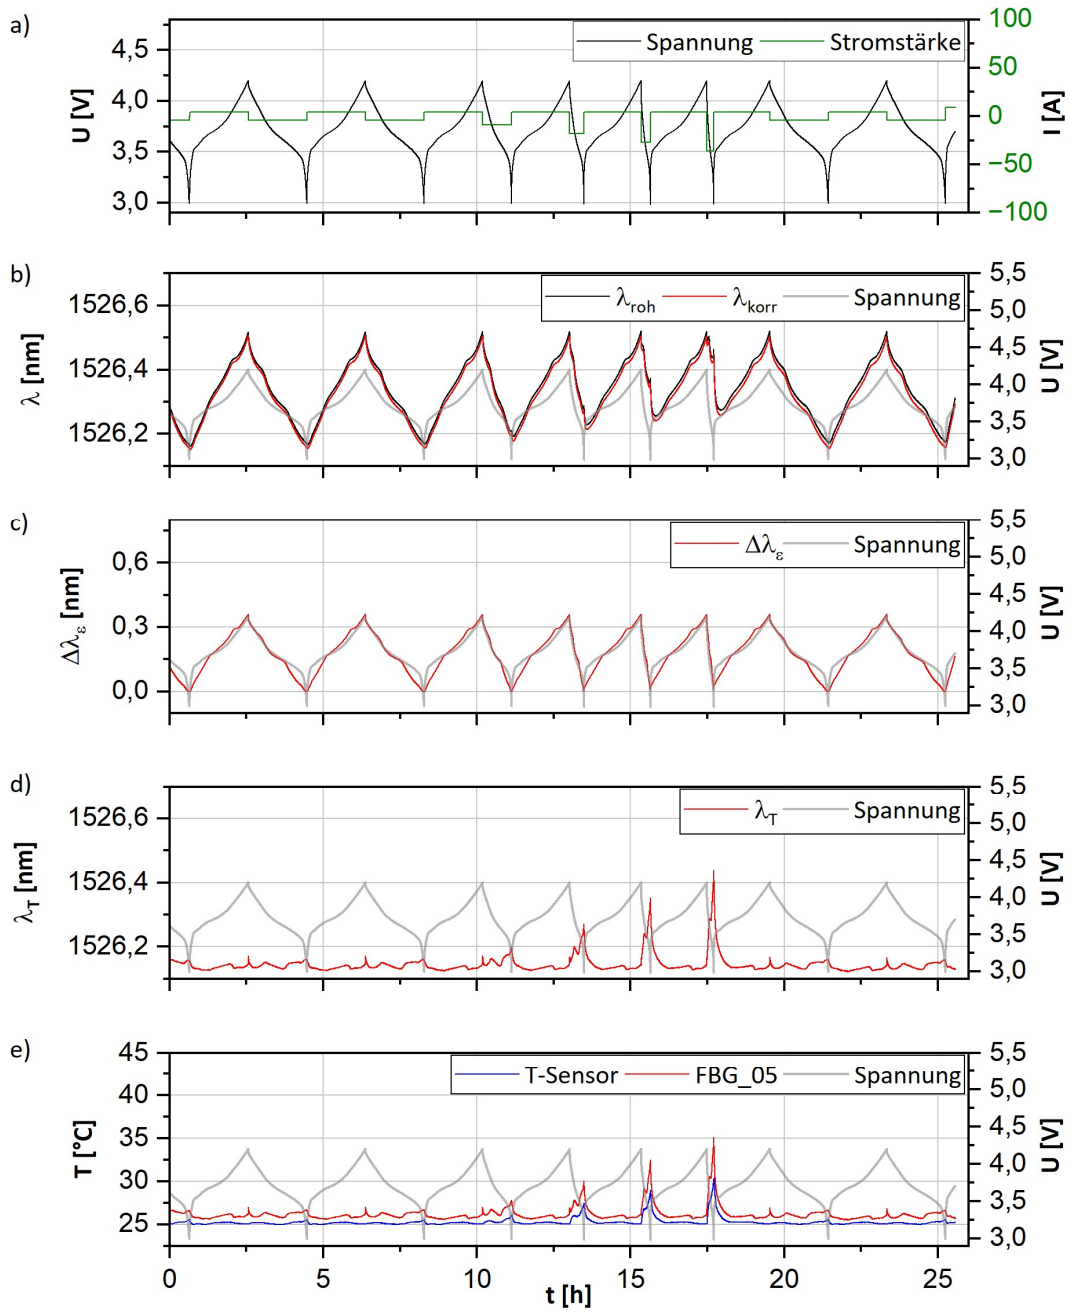 a)
U [V]
4,5
4,0
3,5
3,0
Spannung
Stromstärke
100
50
0
−50
−100
I [A]
b)
λ [nm]
1526,6
1526,4
1526,2
λroh
λkorr
Spannung
5,5
5,0
4,5
4,0
3,5
3,0
U [V]
c)
Δλε [nm]
0,6
0,3
0,0
Δλε
Spannung
5,5
5,0
4,5
4,0
3,5
3,0
U [V]
d)
λT [nm]
1526,6
1526,4
1526,2
λT
Spannung
5,5
5,0
4,5
4,0
3,5
3,0
U [V]
e)
T [°C]
45
40
35
30
25
T-Sensor
FBG_05
Spannung
5,5
5,0
4,5
4,0
3,5
3,0
U [V]
0
5
10
15
20
25
t [h]